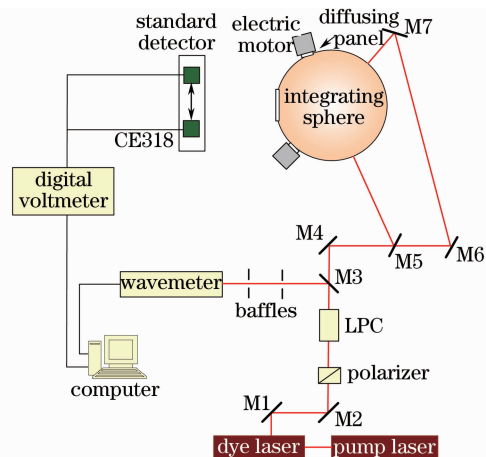 standard
detector
electric
motor
diffusing
panel
M7
integrating
sphere
CE318
digital
voltmeter
M4
M5
M6
wavemeter
M3
baffles
LPC
computer
polarizer
M1
M2
dye laser
pump laser